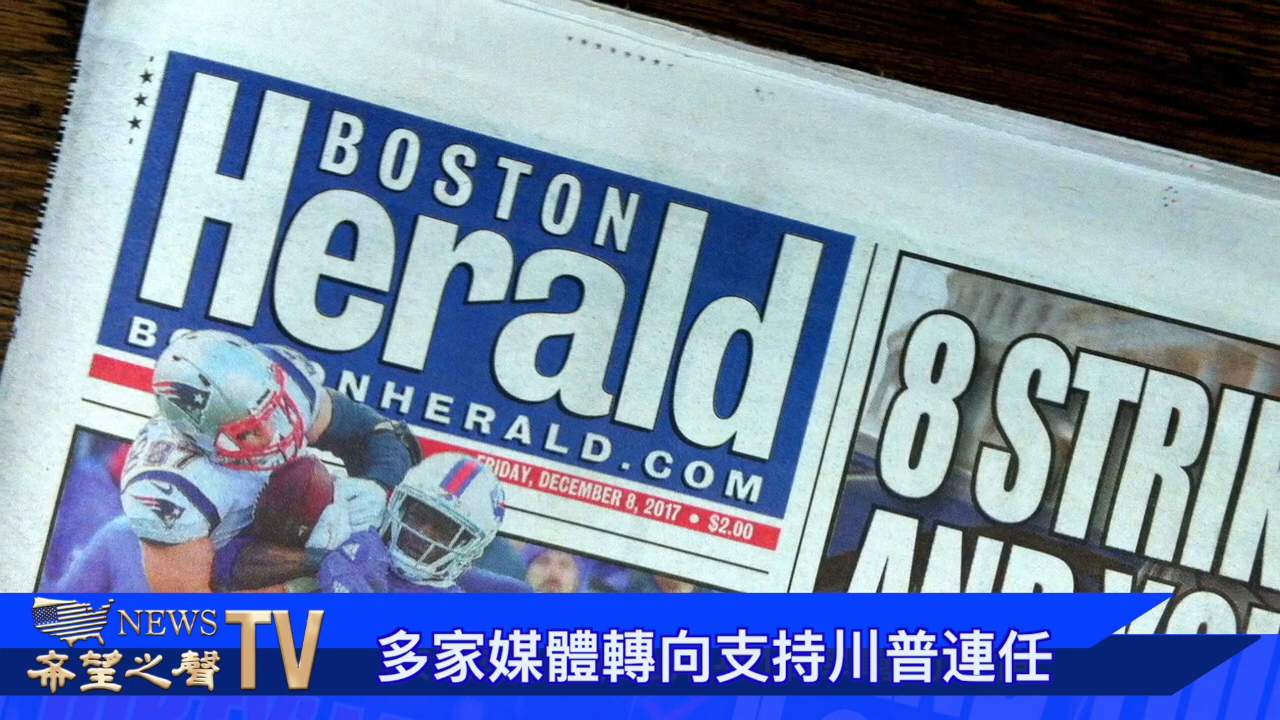 BOSTON
Herald
NHERALD.COM
FRIDAY, DECEMBER 8, 2017 • $2.00
8
NEWS
TV
希望之聲
多家媒體轉向支持川普連任